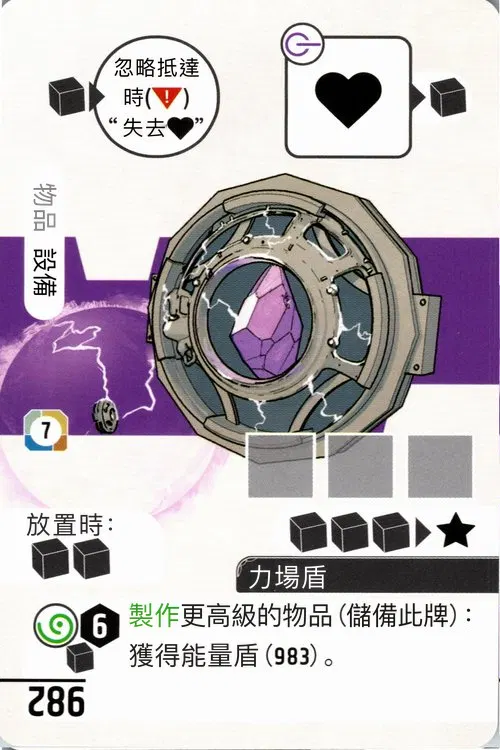 忽略抵達
時(!)
“失去♥”
物品 設備
7
放置時:
力場盾
6 製作更高級的物品(儲備此牌):
獲得能量盾(983)。
982